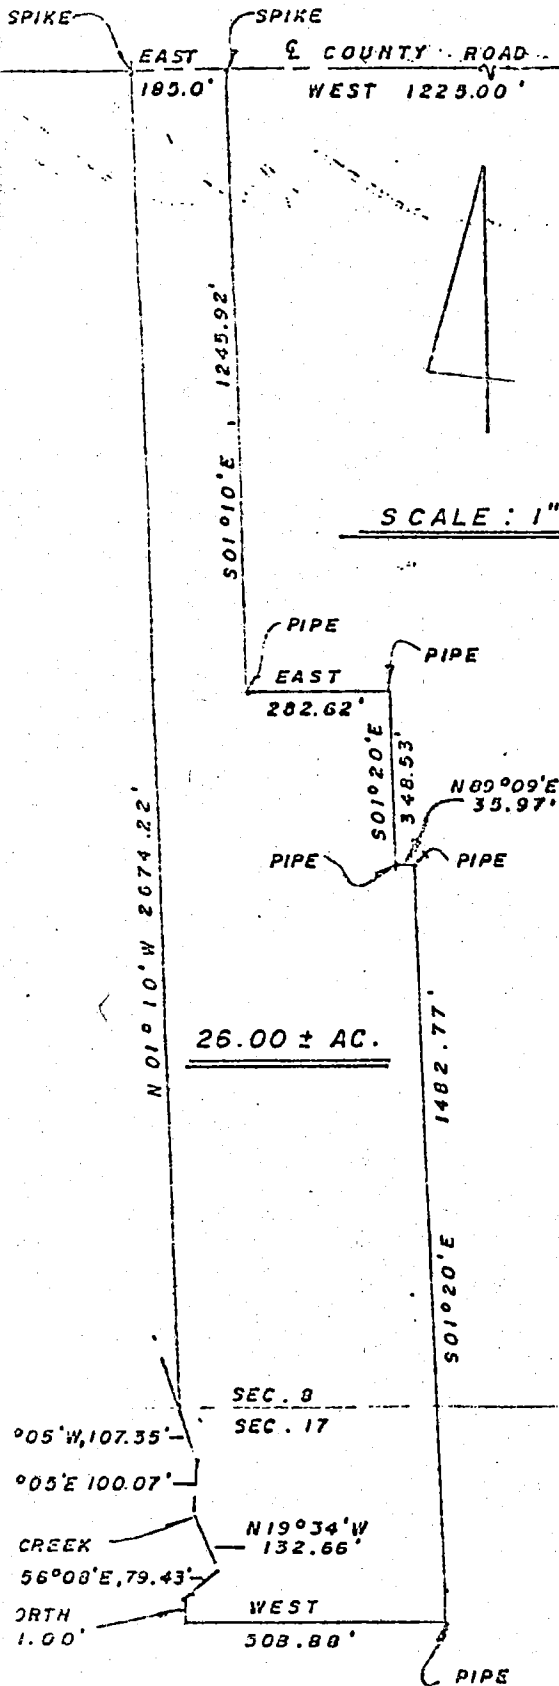 SPIKE
SPIKE
EAST
185.0'
℄ COUNTY ROAD
WEST 1225.00'
S01°10'E 1245.92'
SCALE : 1"
PIPE
PIPE
EAST
282.62'
S01°20'E 348.53'
N89°09'E
35.97'
PIPE
PIPE
N 01° 10' W 2674.22'
26.00 ± AC.
S01°20'E 1482.77'
SEC. 8
SEC. 17
°05'W, 107.35'
°05'E 100.07'
CREEK
N19°34'W
132.66'
56°08'E, 79.43'
ORTH
1.00'
WEST
508.88'
PIPE